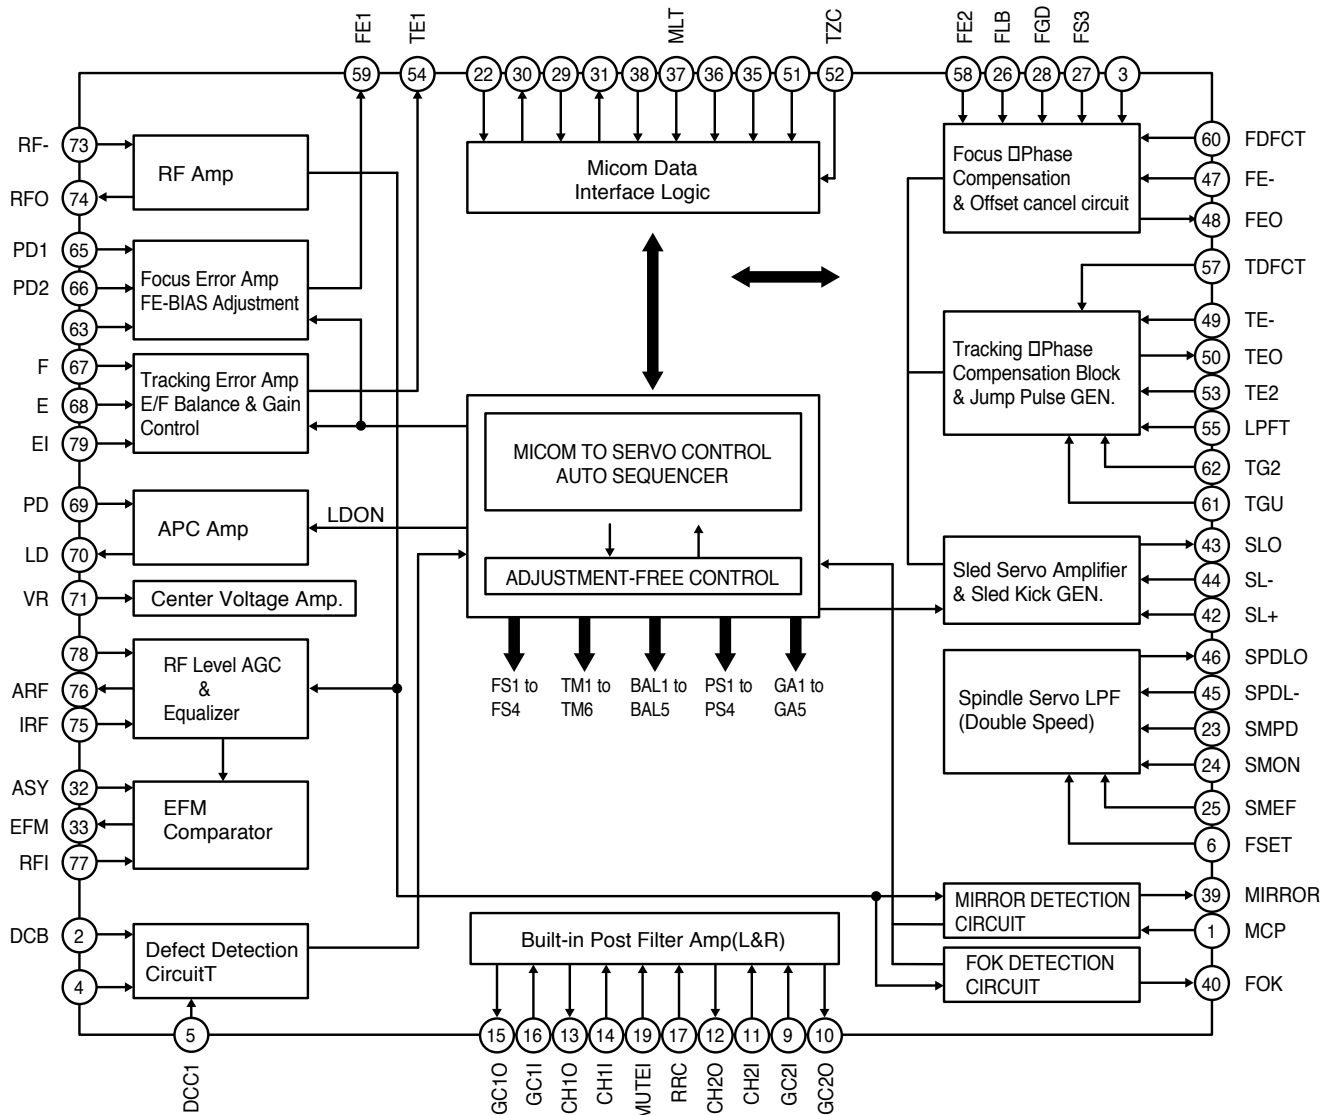 FE1
TE1
MLT
TZC
FE2
FLB
FGD
FS3
59
54
22
30
29
31
38
37
36
35
51
52
58
26
28
27
3
RF- 73
RFO 74
RF Amp
PD1 65
PD2 66
63
Focus Error Amp
FE-BIAS Adjustment
F 67
E 68
EI 79
Tracking Error Amp
E/F Balance & Gain
Control
PD 69
LD 70
APC Amp
LDON
VR 71
Center Voltage Amp.
78
ARF 76
IRF 75
RF Level AGC
&
Equalizer
ASY 32
EFM 33
RFI 77
EFM
Comparator
DCB 2
4
Defect Detection
CircuitT
5
DCC1
Micom Data
Interface Logic
MICOM TO SERVO CONTROL
AUTO SEQUENCER
ADJUSTMENT-FREE CONTROL
FS1 to
FS4
TM1 to
TM6
BAL1 to
BAL5
PS1 to
PS4
GA1 to
GA5
Built-in Post Filter Amp(L&R)
15
16
13
14
19
17
12
11
9
10
GC1O
GC1I
CH1O
CH1I
MUTEI
RRC
CH2O
CH2I
GC2I
GC2O
Focus □Phase
Compensation
& Offset cancel circuit
60 FDFCT
47 FE-
48 FEO
57 TDFCT
Tracking □Phase
Compensation Block
& Jump Pulse GEN.
49 TE-
50 TEO
53 TE2
55 LPFT
62 TG2
61 TGU
Sled Servo Amplifier
& Sled Kick GEN.
43 SLO
44 SL-
42 SL+
Spindle Servo LPF
(Double Speed)
46 SPDLO
45 SPDL-
23 SMPD
24 SMON
25 SMEF
6 FSET
MIRROR DETECTION
CIRCUIT
39 MIRROR
1 MCP
FOK DETECTION
CIRCUIT
40 FOK